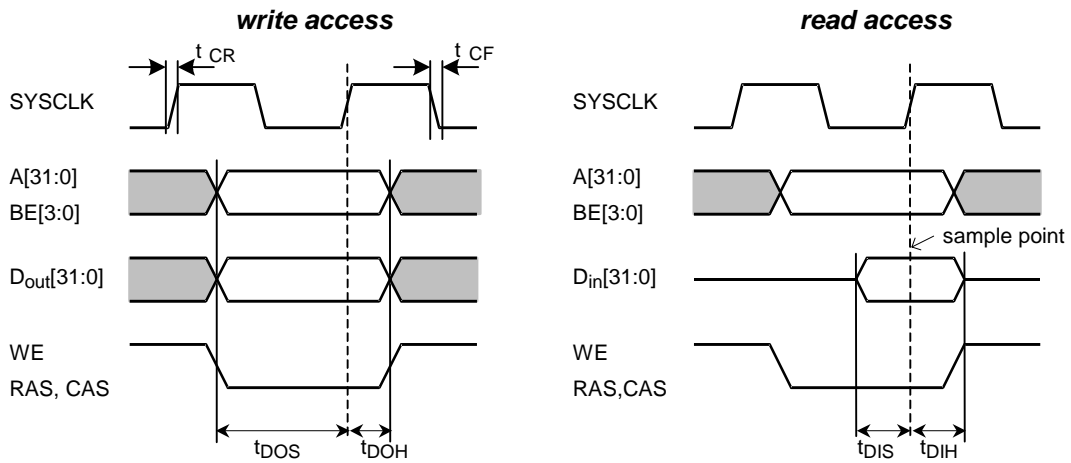 write access
t CR
t CF
SYSCLK
A[31:0]
BE[3:0]
Dout[31:0]
WE
RAS, CAS
tDOS
tDOH
read access
SYSCLK
A[31:0]
BE[3:0]
sample point
Din[31:0]
WE
RAS,CAS
tDIS
tDIH